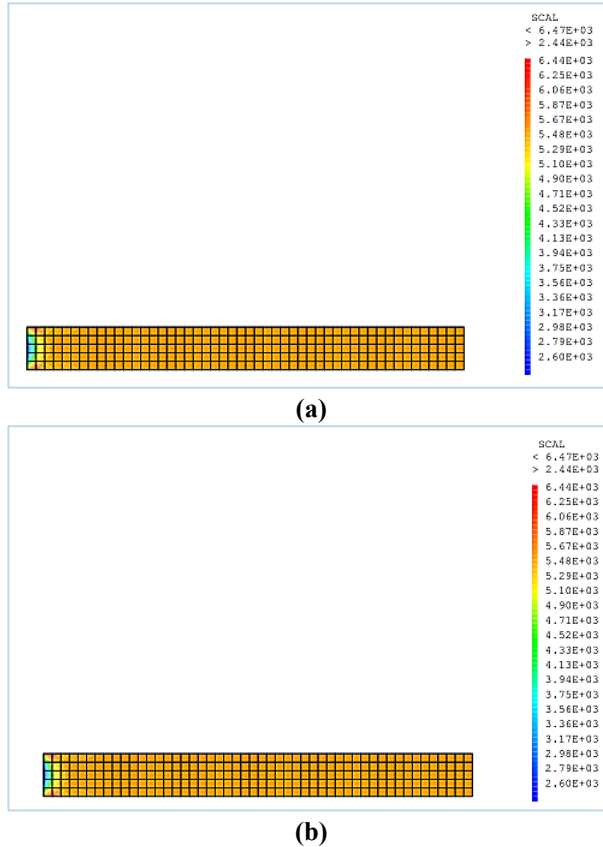 SCAL
< 6.47E+03
> 2.44E+03
6.44E+03
6.25E+03
6.06E+03
5.87E+03
5.67E+03
5.48E+03
5.29E+03
5.10E+03
4.90E+03
4.71E+03
4.52E+03
4.33E+03
4.13E+03
3.94E+03
3.75E+03
3.56E+03
3.36E+03
3.17E+03
2.98E+03
2.79E+03
2.60E+03
(a)
SCAL
< 6.47E+03
> 2.44E+03
6.44E+03
6.25E+03
6.06E+03
5.87E+03
5.67E+03
5.48E+03
5.29E+03
5.10E+03
4.90E+03
4.71E+03
4.52E+03
4.33E+03
4.13E+03
3.94E+03
3.75E+03
3.56E+03
3.36E+03
3.17E+03
2.98E+03
2.79E+03
2.60E+03
(b)